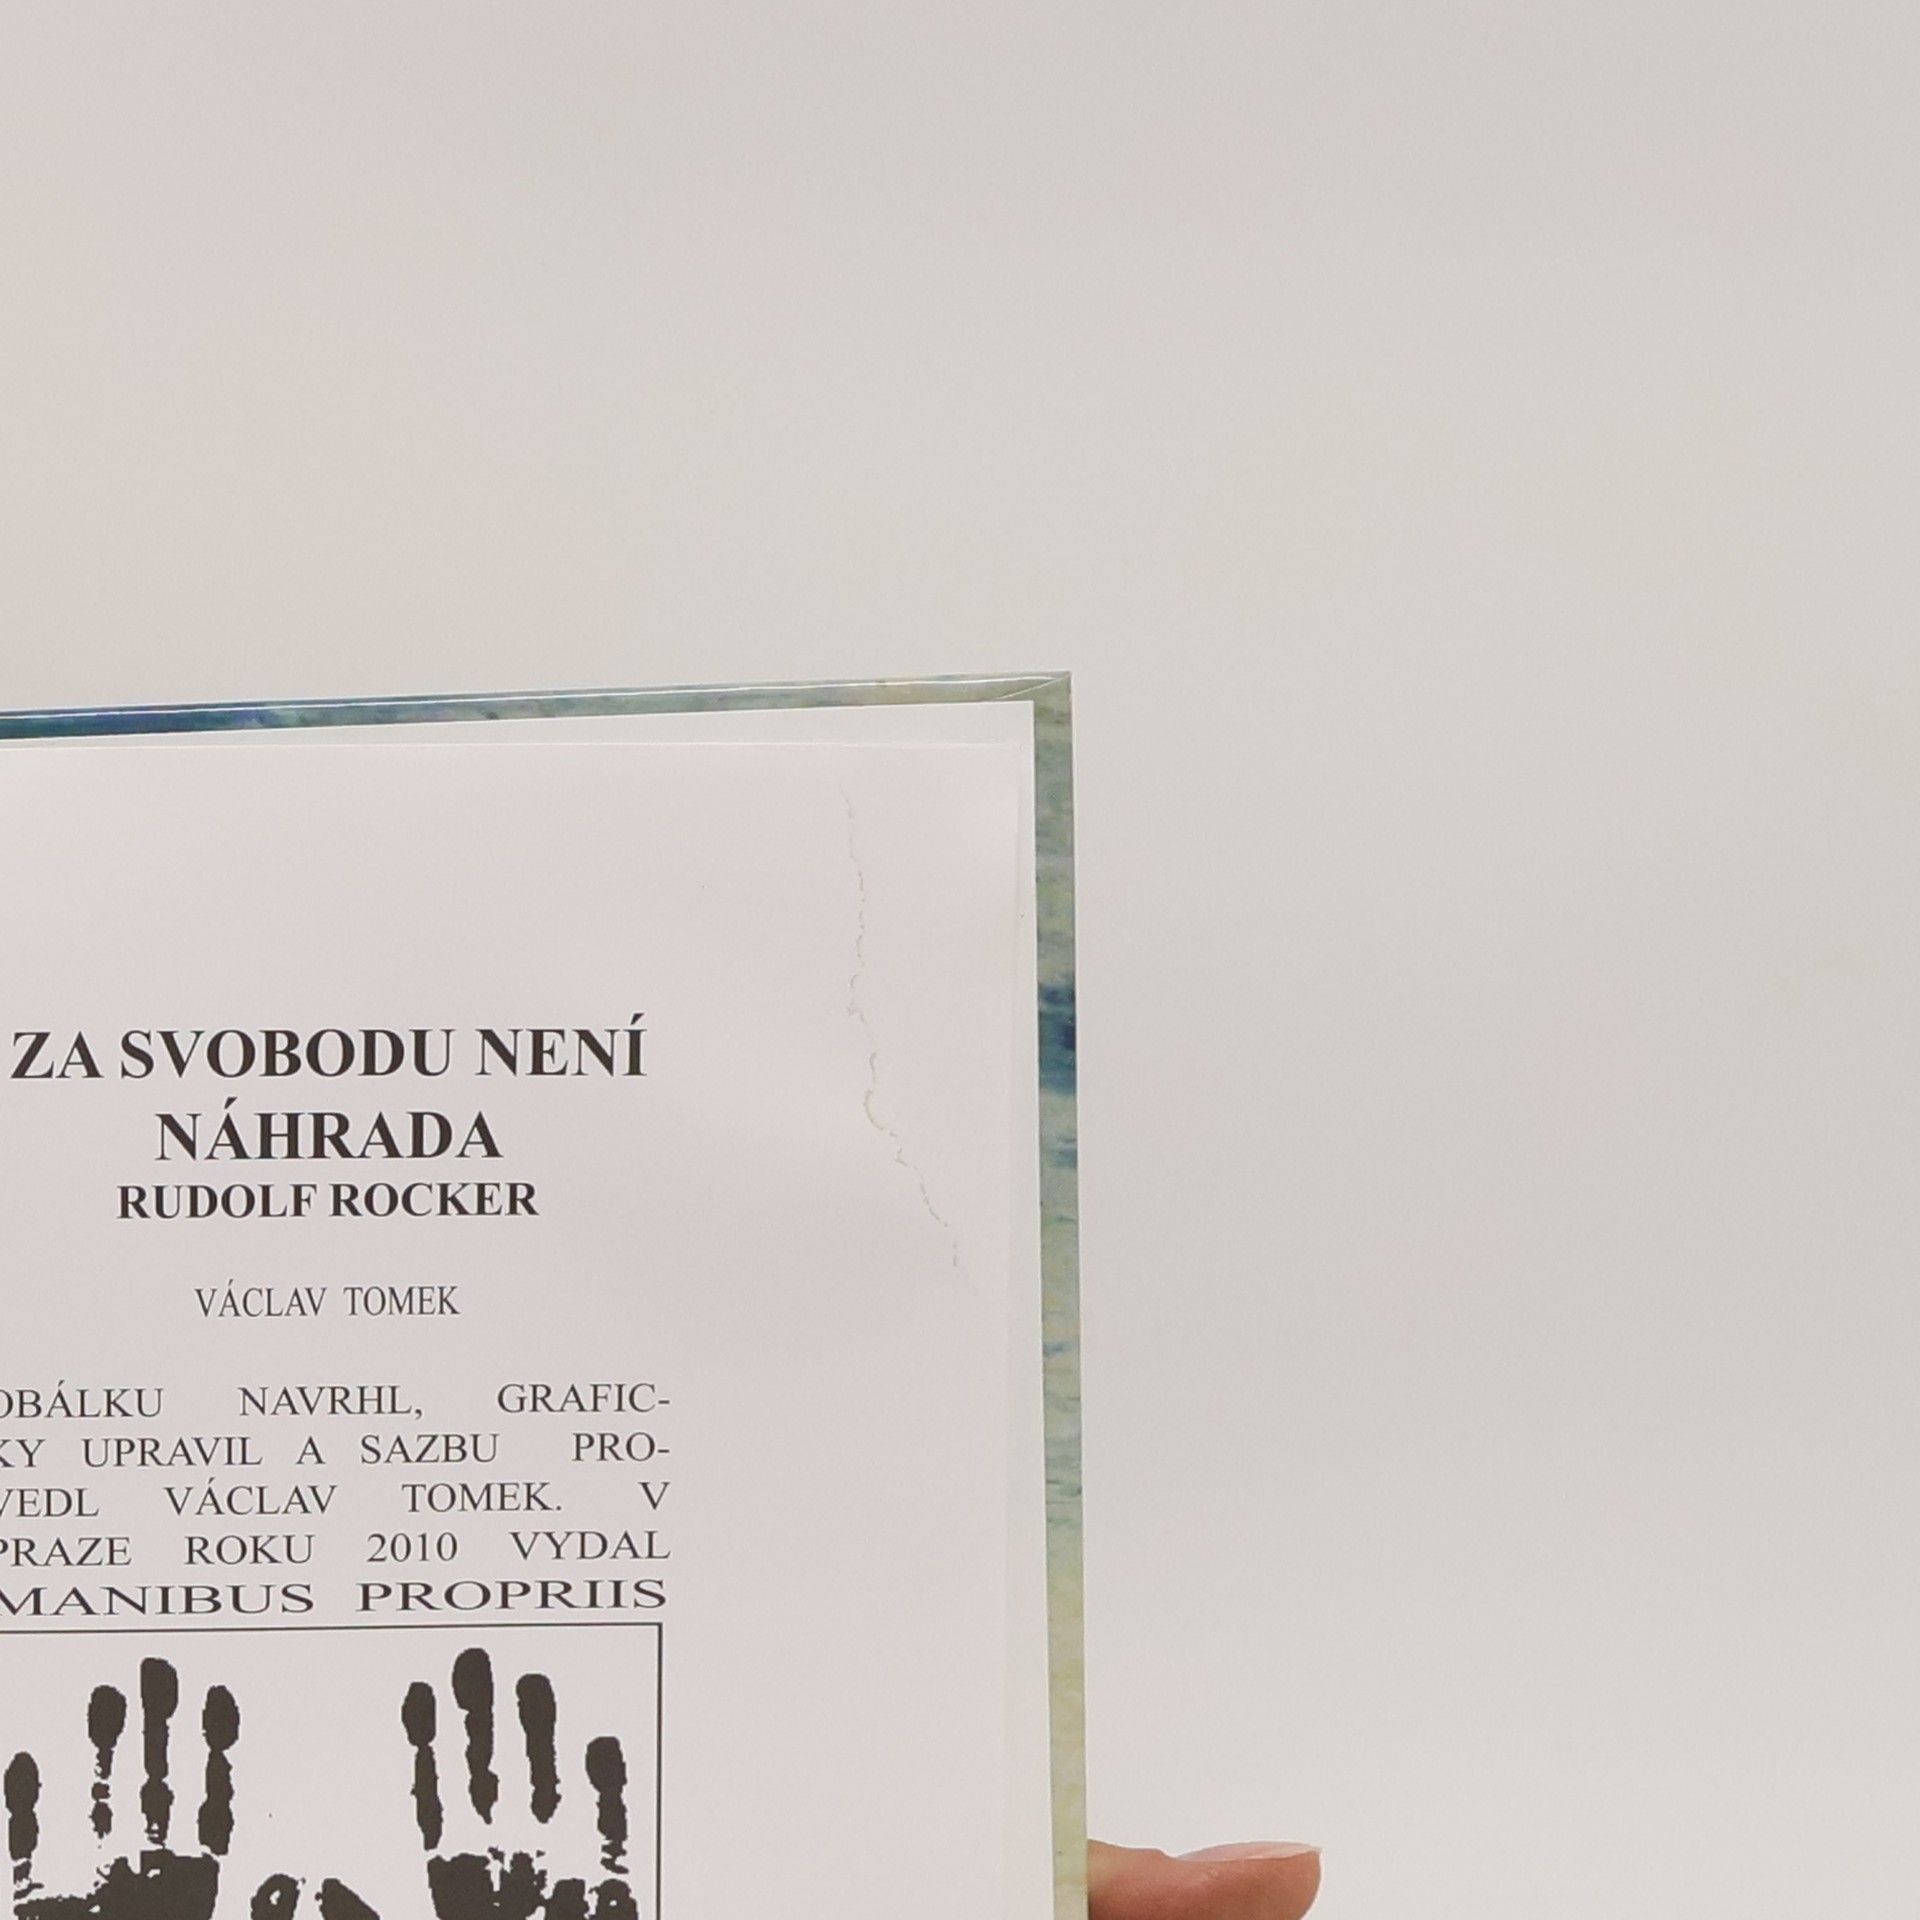 ZA SVOBODU NENÍ
NÁHRADA
RUDOLF ROCKER
VÁCLAV TOMEK
OBÁLKU NAVRHL, GRAFIC-
KY UPRAVIL A SAZBU PRO-
VEDL VÁCLAV TOMEK. V
PRAZE ROKU 2010 VYDAL
MANIBUS PROPRIIS